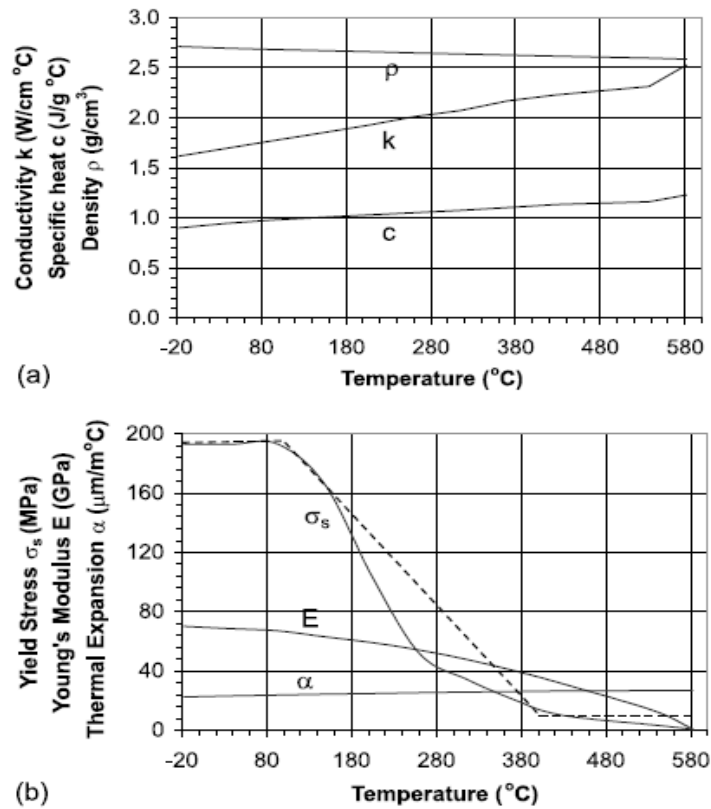 Conductivity k (W/cm °C)
Specific heat c (J/g °C)
Density ρ (g/cm³)
3.0
2.5
2.0
1.5
1.0
0.5
0.0
ρ
k
c
-20 80 180 280 380 480 580
Temperature (°C)
(a)
Yield Stress σs (MPa)
Young's Modulus E (GPa)
Thermal Expansion α (μm/m°C)
200
160
120
80
40
0
σs
E
α
-20 80 180 280 380 480 580
Temperature (°C)
(b)